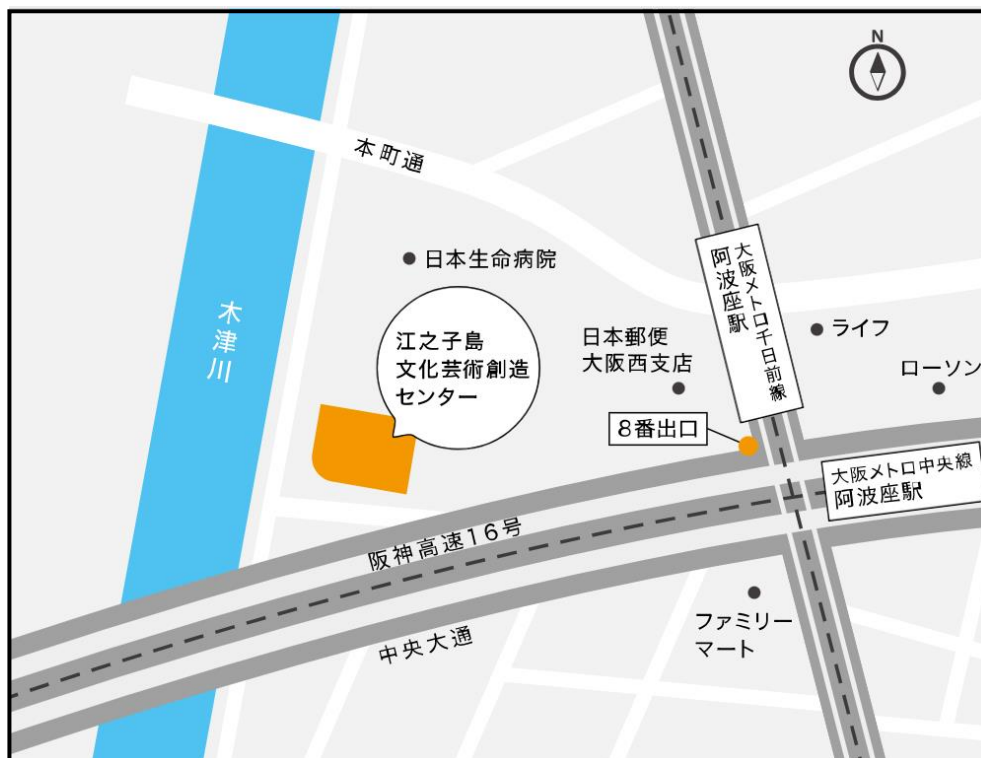 N
本町通
日本生命病院
木津川
江之子島
文化芸術創造
センター
日本郵便
大阪西支店
大阪メトロ千日前線
阿波座駅
ライフ
ローソン
8番出口
大阪メトロ中央線
阿波座駅
阪神高速16号
中央大通
ファミリー
マート